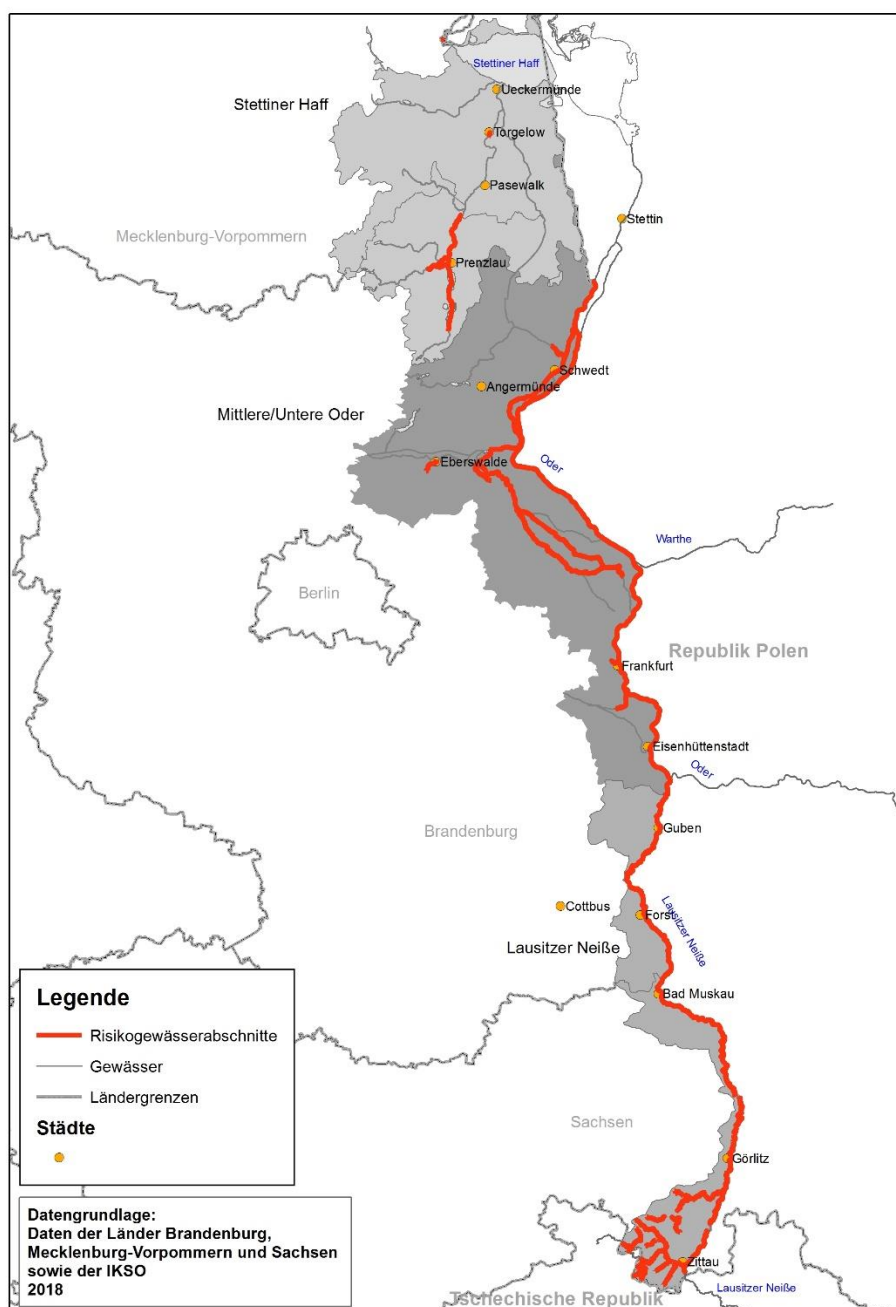 Stettiner Haff
Ueckermünde
Stettiner Haff
Torgelow
Pasewalk
Stettin
Mecklenburg-Vorpommern
Prenzlau
Schwedt
Angermünde
Mittlere/Untere Oder
Eberswalde
Oder
Warthe
Berlin
Republik Polen
Frankfurt
Eisenhüttenstadt
Oder
Guben
Brandenburg
Cottbus
Forst
Lausitzer Neiße
Lausitzer Neiße
Bad Muskau
Legende
Risikogewässerabschnitte
Gewässer
Ländergrenzen
Städte
Sachsen
Görlitz
Datengrundlage:
Daten der Länder Brandenburg,
Mecklenburg-Vorpommern und Sachsen
sowie der IKSO
2018
Zittau
Lausitzer Neiße
Tschechische Republik